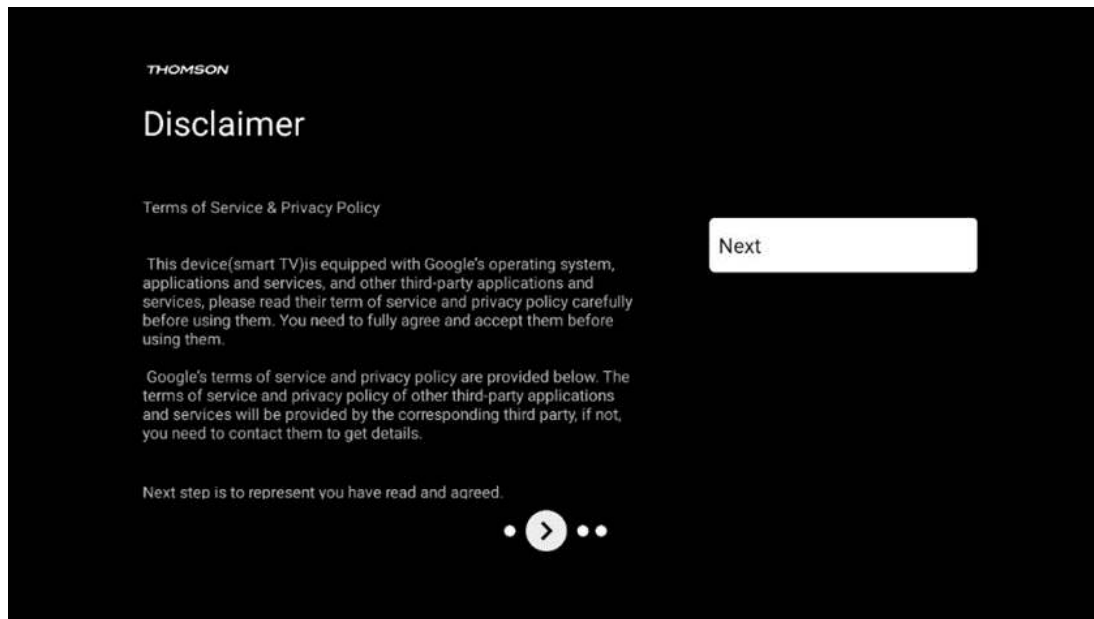 THOMSON
Disclaimer
Terms of Service & Privacy Policy
This device(smart TV)is equipped with Google's operating system,
applications and services, and other third-party applications and
services, please read their term of service and privacy policy carefully
before using them. You need to fully agree and accept them before
using them.
Google's terms of service and privacy policy are provided below. The
terms of service and privacy policy of other third-party applications
and services will be provided by the corresponding third party, if not,
you need to contact them to get details.
Next step is to represent you have read and agreed.
Next